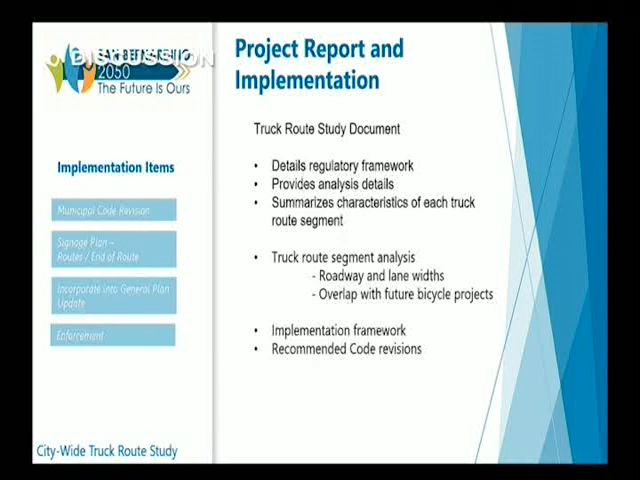 DISCUSSION
SAN BERNARDINO
2050
The Future Is Ours
Project Report and
Implementation
Implementation Items
Municipal Code Revision
Signage Plan –
Routes / End of Route
Incorporate into General Plan
Update
Enforcement
Truck Route Study Document
• Details regulatory framework
• Provides analysis details
• Summarizes characteristics of each truck
route segment
• Truck route segment analysis
- Roadway and lane widths
- Overlap with future bicycle projects
• Implementation framework
• Recommended Code revisions
City-Wide Truck Route Study